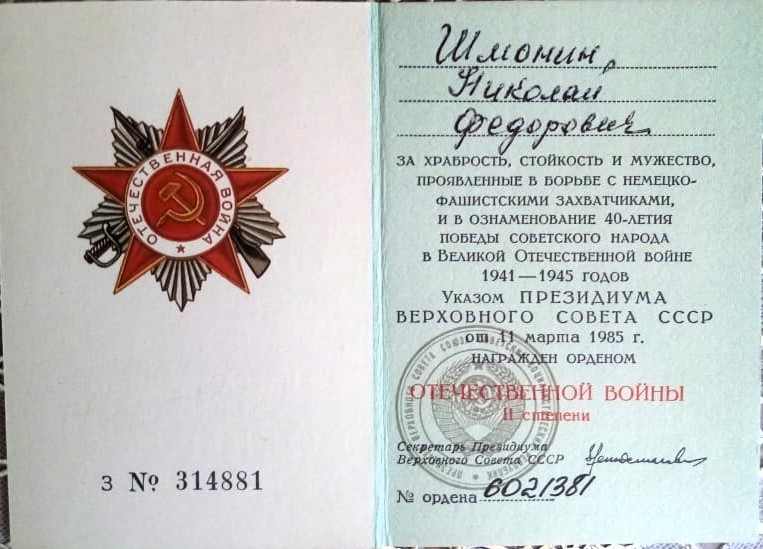 ОТЕЧЕСТВЕННАЯ ВОЙНА
З № 314881
Шмонин,
Николай
Федорович
ЗА ХРАБРОСТЬ, СТОЙКОСТЬ И МУЖЕСТВО,
ПРОЯВЛЕННЫЕ В БОРЬБЕ С НЕМЕЦКО-
ФАШИСТСКИМИ ЗАХВАТЧИКАМИ,
И В ОЗНАМЕНОВАНИЕ 40-ЛЕТИЯ
ПОБЕДЫ СОВЕТСКОГО НАРОДА
В ВЕЛИКОЙ ОТЕЧЕСТВЕННОЙ ВОЙНЕ
1941—1945 ГОДОВ
УКАЗОМ ПРЕЗИДИУМА
ВЕРХОВНОГО СОВЕТА СССР
от 11 марта 1985 г.
НАГРАЖДЕН ОРДЕНОМ
ОТЕЧЕСТВЕННОЙ ВОЙНЫ
II степени
Секретарь Президиума
Верховного Совета СССР
№ ордена 6021381